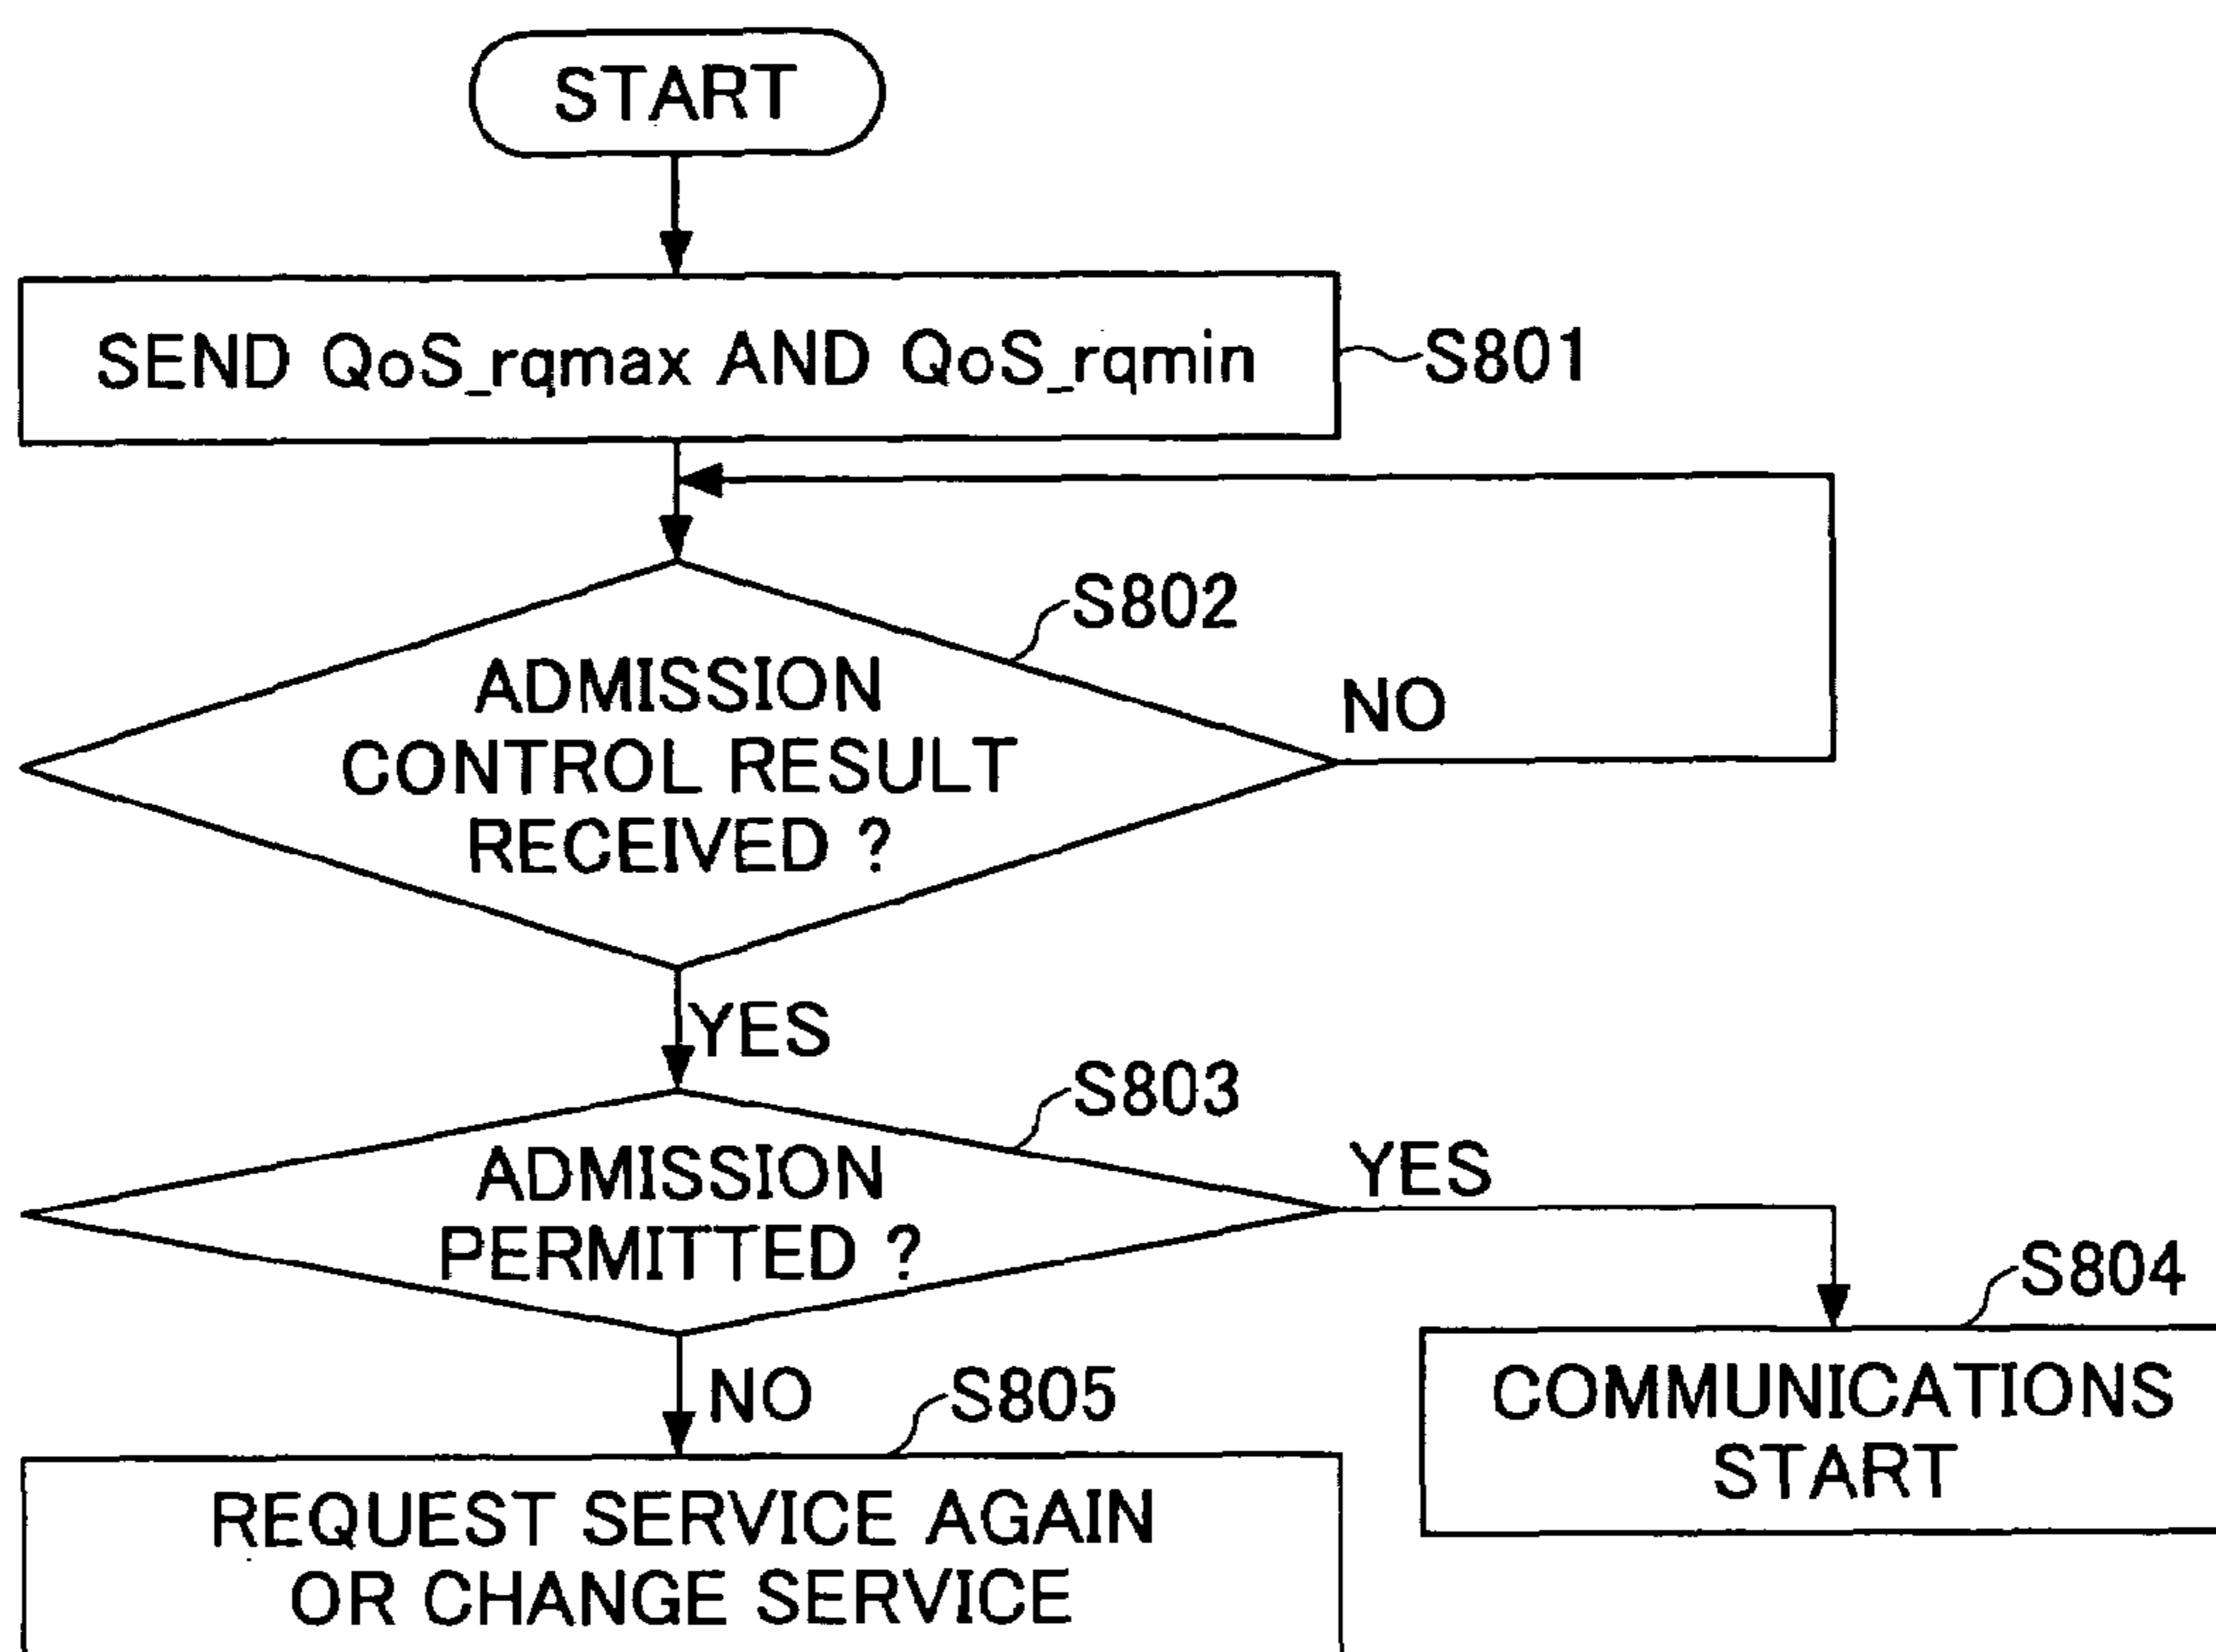 START
SEND QoS_rqmax AND QoS_rqmin
S801
S802
ADMISSION
CONTROL RESULT
RECEIVED ?
NO
YES
S803
ADMISSION
PERMITTED ?
YES
S804
COMMUNICATIONS
START
NO
S805
REQUEST SERVICE AGAIN
OR CHANGE SERVICE